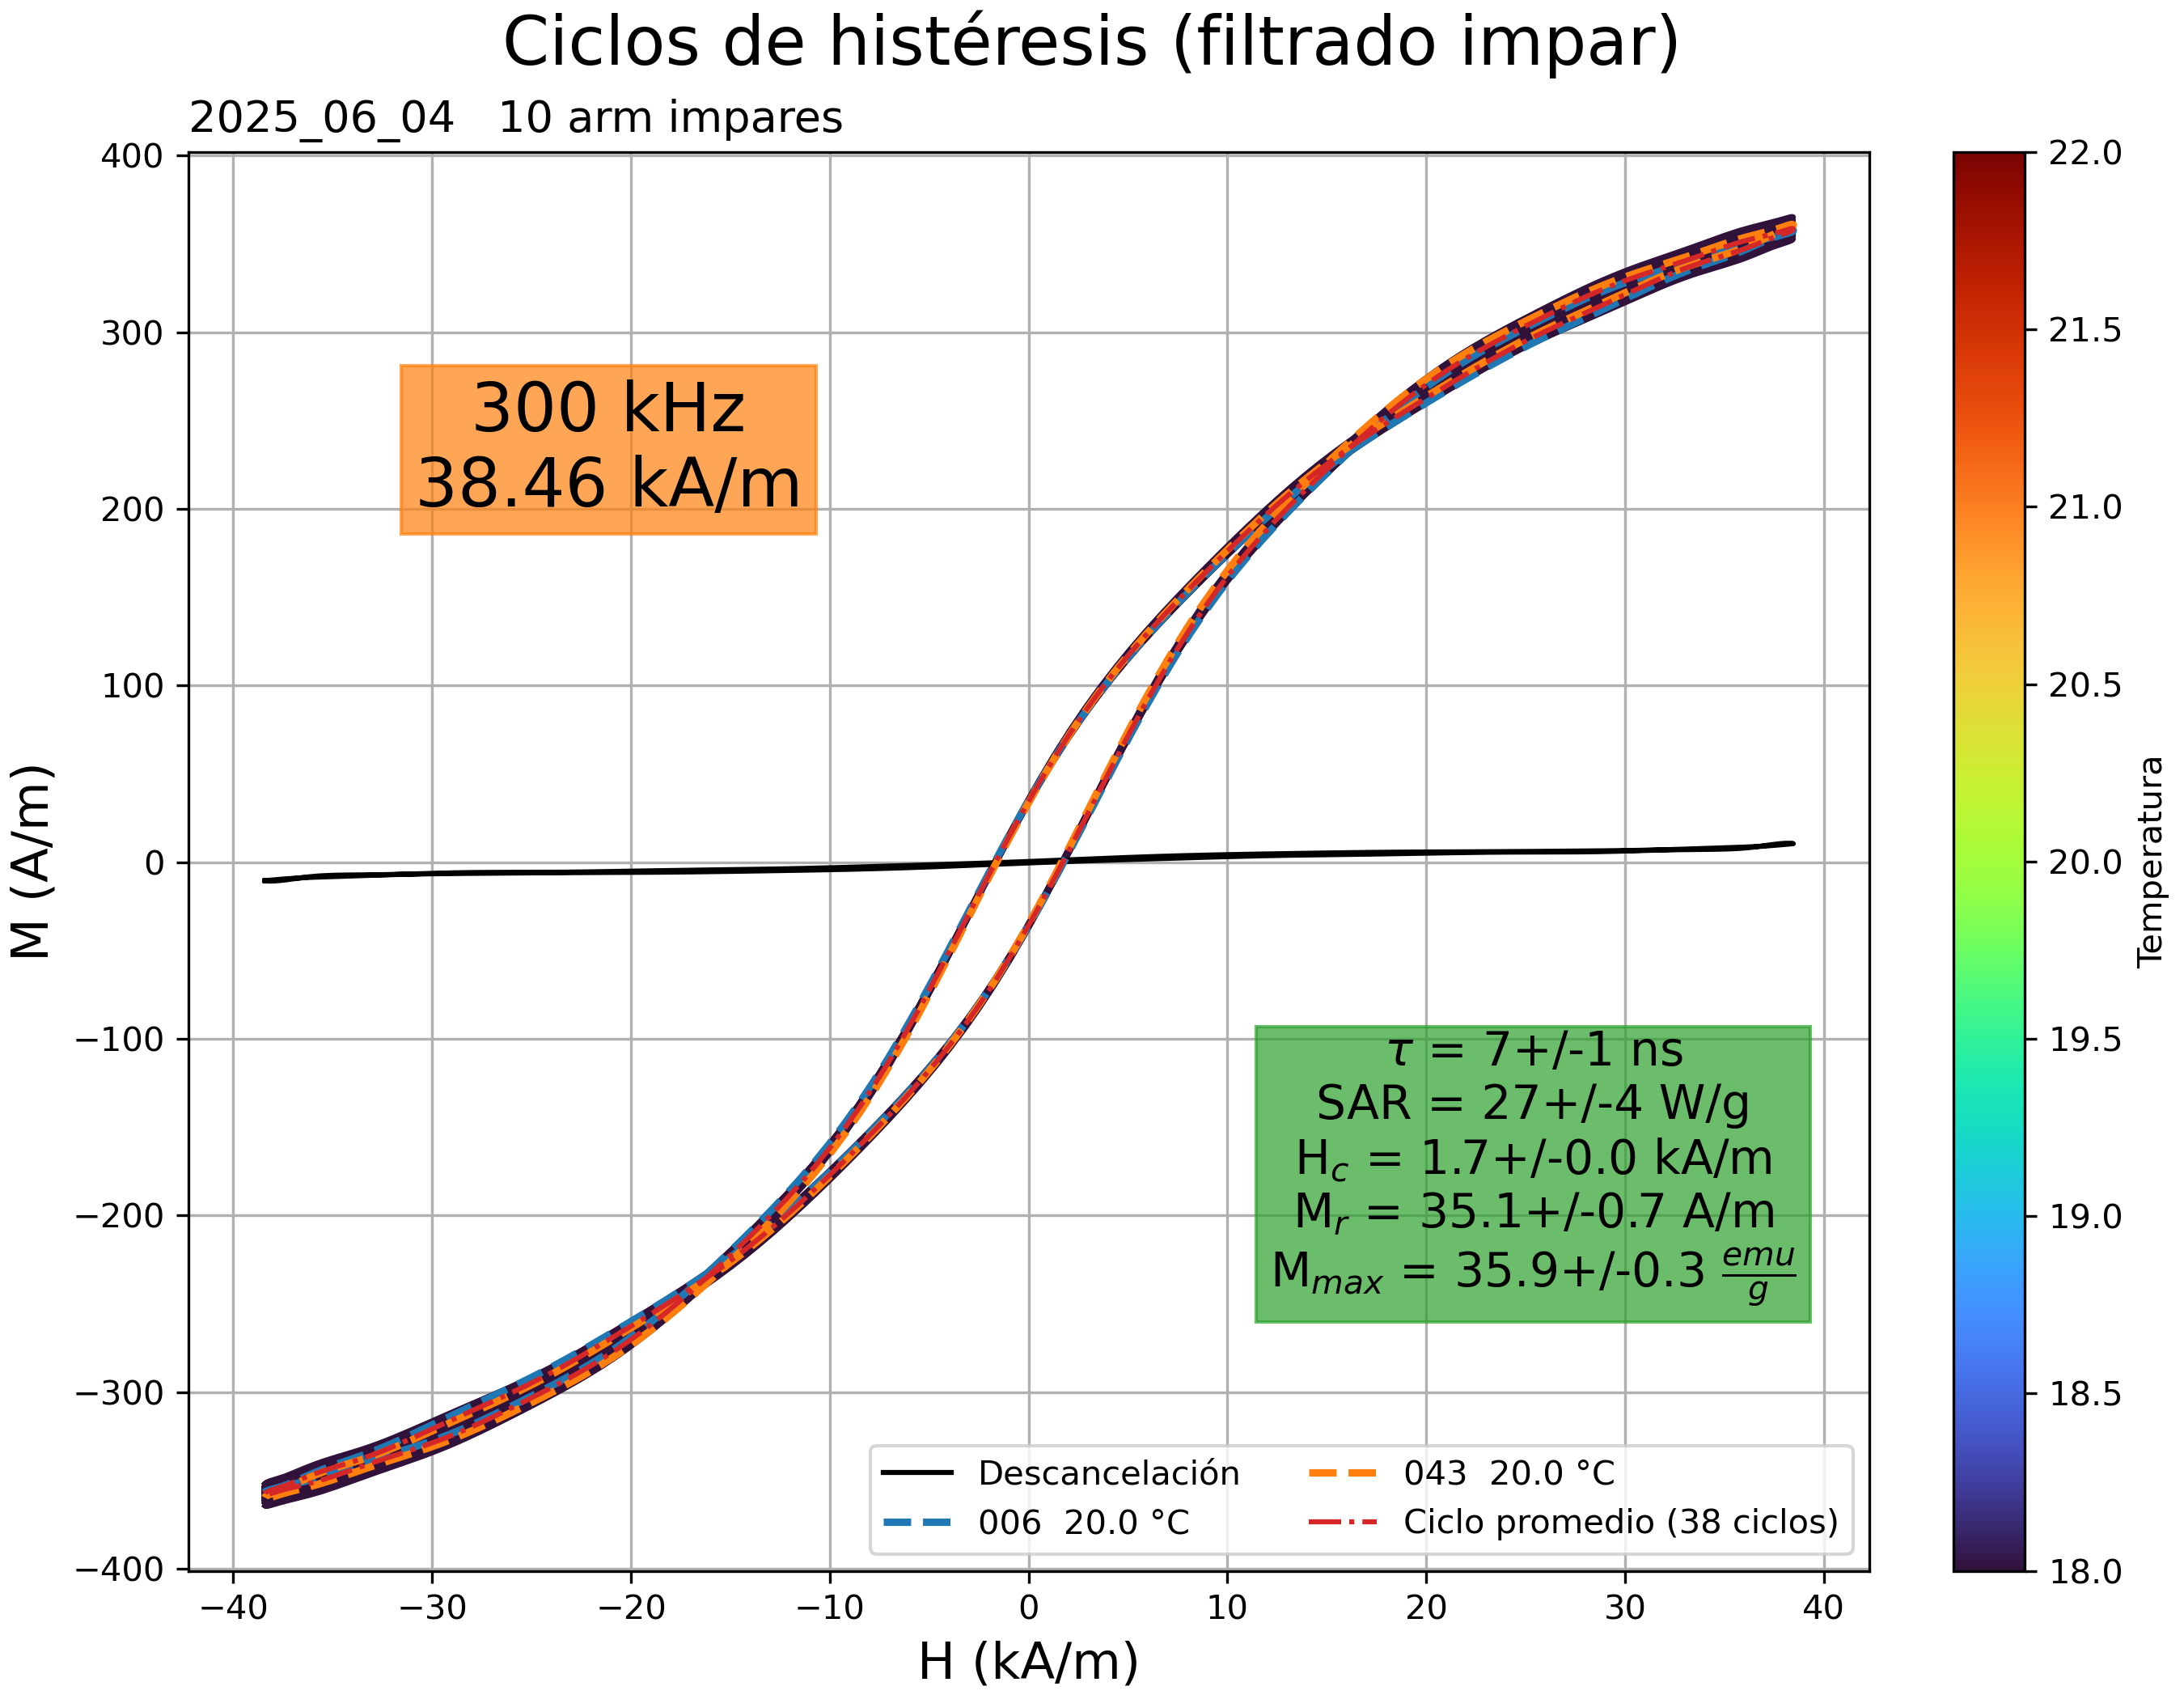 Ciclos de histéresis (filtrado impar)
2025_06_04   10 arm impares
400
300
200
100
0
−100
−200
−300
−400
M (A/m)
300 kHz
38.46 kA/m
τ = 7+/-1 ns
SAR = 27+/-4 W/g
H_c = 1.7+/-0.0 kA/m
M_r = 35.1+/-0.7 A/m
M_max = 35.9+/-0.3 emu/g
Descancelación
006  20.0 °C
043  20.0 °C
Ciclo promedio (38 ciclos)
−40 −30 −20 −10 0 10 20 30 40
H (kA/m)
22.0
21.5
21.0
20.5
20.0
19.5
19.0
18.5
18.0
Temperatura